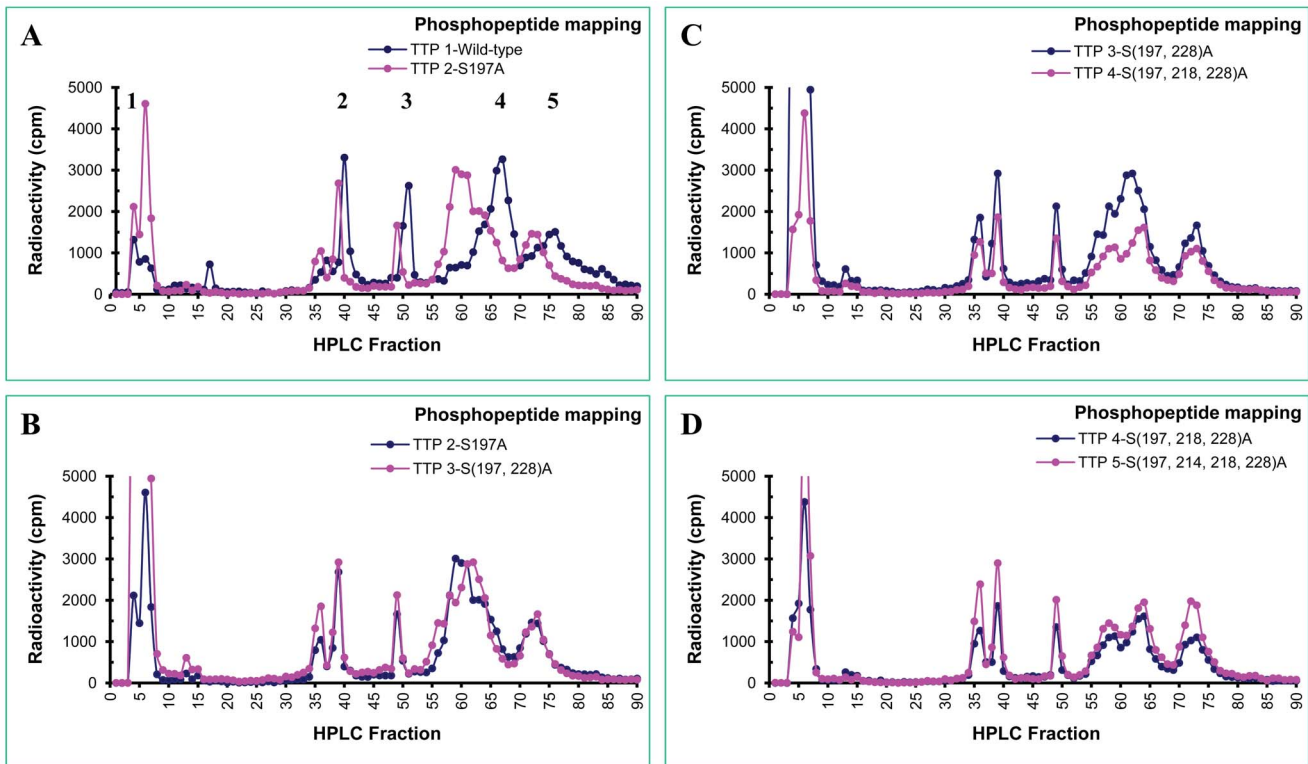 A
Phosphopeptide mapping
TTP 1-Wild-type
TTP 2-S197A
1 2 3 4 5
Radioactivity (cpm)
5000
4000
3000
2000
1000
0
1 5 10 15 20 25 30 35 40 45 50 55 60 65 70 75 80 85 90
HPLC Fraction
B
Phosphopeptide mapping
TTP 2-S197A
TTP 3-S(197, 228)A
Radioactivity (cpm)
5000
4000
3000
2000
1000
0
0 5 10 15 20 25 30 35 40 45 50 55 60 65 70 75 80 85 90
HPLC Fraction
C
Phosphopeptide mapping
TTP 3-S(197, 228)A
TTP 4-S(197, 218, 228)A
Radioactivity (cpm)
5000
4000
3000
2000
1000
0
0 5 10 15 20 25 30 35 40 45 50 55 60 65 70 75 80 85 90
HPLC Fraction
D
Phosphopeptide mapping
TTP 4-S(197, 218, 228)A
TTP 5-S(197, 214, 218, 228)A
Radioactivity (cpm)
5000
4000
3000
2000
1000
0
0 5 10 15 20 25 30 35 40 45 50 55 60 65 70 75 80 85 90
HPLC Fraction